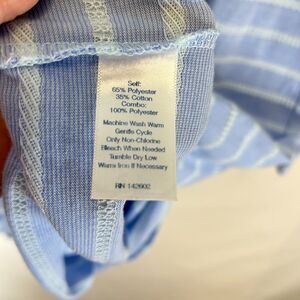 Self:
65% Polyester
35% Cotton
Combo:
100% Polyester
Machine Wash Warm
Gentle Cycle
Only Non-Chlorine
Bleach When Needed
Tumble Dry Low
Warm Iron If Necessary
RN 142602